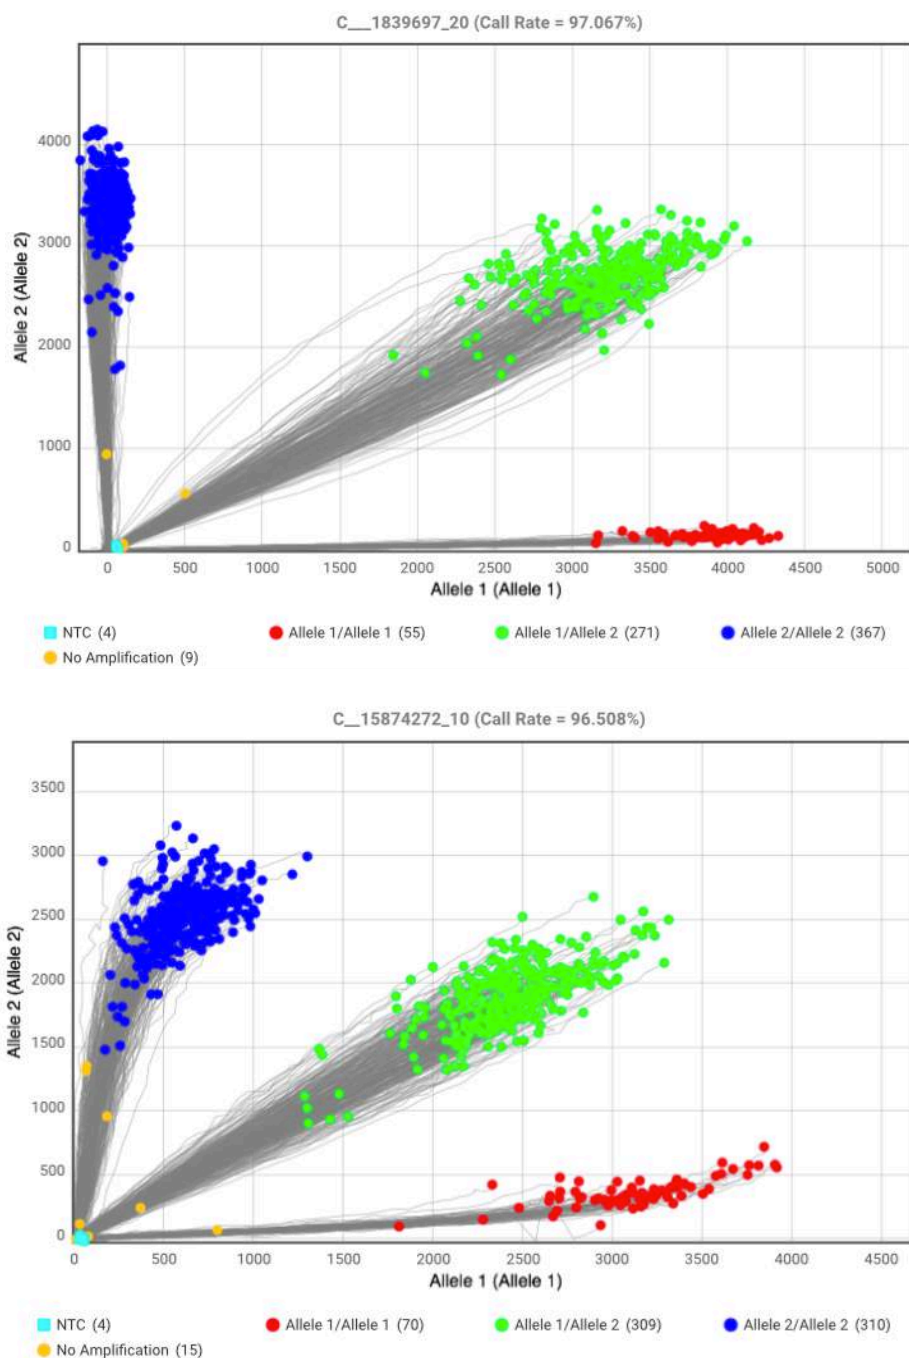 C___1839697_20 (Call Rate = 97.067%)
4000
3000
2000
1000
0
Allele 2 (Allele 2)
0 500 1000 1500 2000 2500 3000 3500 4000 4500 5000
Allele 1 (Allele 1)
NTC (4) Allele 1/Allele 1 (55) Allele 1/Allele 2 (271) Allele 2/Allele 2 (367)
No Amplification (9)
C__15874272_10 (Call Rate = 96.508%)
3500
3000
2500
2000
1500
1000
500
0
Allele 2 (Allele 2)
0 500 1000 1500 2000 2500 3000 3500 4000 4500
Allele 1 (Allele 1)
NTC (4) Allele 1/Allele 1 (70) Allele 1/Allele 2 (309) Allele 2/Allele 2 (310)
No Amplification (15)